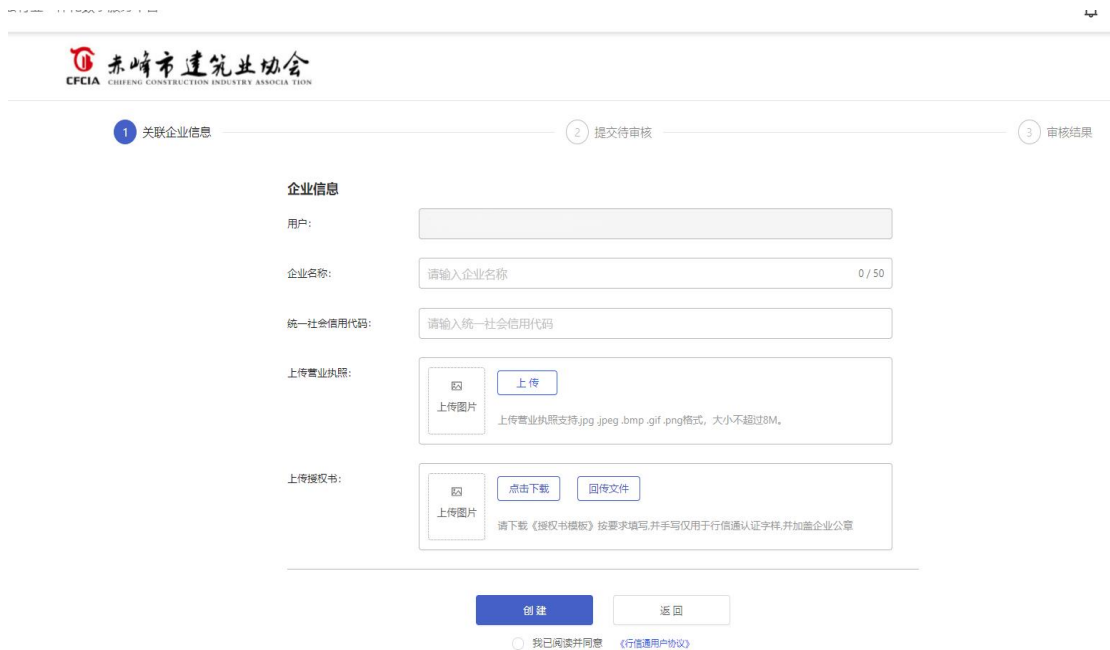 赤峰市建筑业协会
CFCIA CHIFENG CONSTRUCTION INDUSTRY ASSOCIA TION
1 关联企业信息
2 提交待审核
3 审核结果
企业信息
用户:
企业名称:
请输入企业名称
0 / 50
统一社会信用代码:
请输入统一社会信用代码
上传营业执照:
上传图片
上传
上传营业执照支持.jpg .jpeg .bmp .gif .png格式，大小不超过8M。
上传授权书:
上传图片
点击下载
回传文件
请下载《授权书模板》按要求填写,并手写仅用于行信通认证字样,并加盖企业公章
创建
返回
我已阅读并同意 《行信通用户协议》